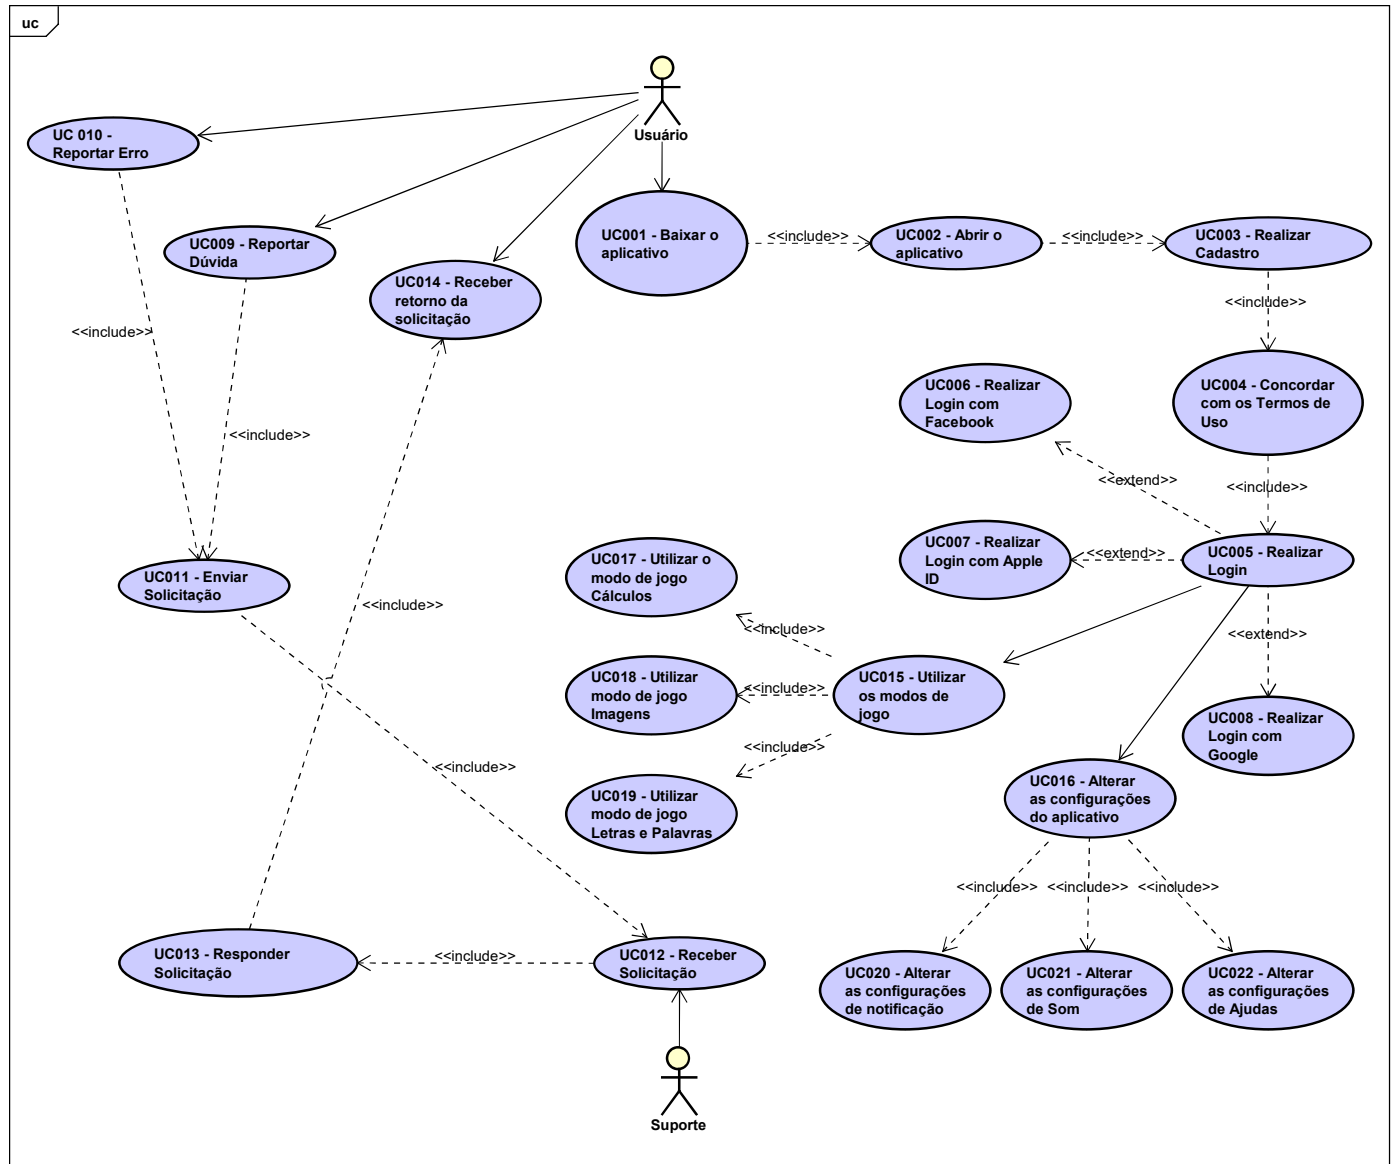 uc
Usuário
UC 010 -
Reportar Erro
UC009 - Reportar
Dúvida
UC014 - Receber
retorno da
solicitação
UC001 - Baixar o
aplicativo
<<include>>
UC002 - Abrir o
aplicativo
<<include>>
UC003 - Realizar
Cadastro
<<include>>
<<include>>
UC006 - Realizar
Login com
Facebook
UC004 - Concordar
com os Termos de
Uso
<<include>>
<<extend>>
<<include>>
UC007 - Realizar
Login com Apple
ID
<<extend>>
UC005 - Realizar
Login
UC011 - Enviar
Solicitação
UC017 - Utilizar o
modo de jogo
Cálculos
<<include>>
<<include>>
<<extend>>
UC018 - Utilizar
modo de jogo
Imagens
<<include>>
UC015 - Utilizar
os modos de
jogo
UC008 - Realizar
Login com
Google
<<include>>
<<include>>
UC019 - Utilizar
modo de jogo
Letras e Palavras
UC016 - Alterar
as configurações
do aplicativo
<<include>>
<<include>>
<<include>>
UC013 - Responder
Solicitação
<<include>>
UC012 - Receber
Solicitação
UC020 - Alterar
as configurações
de notificação
UC021 - Alterar
as configurações
de Som
UC022 - Alterar
as configurações
de Ajudas
Suporte